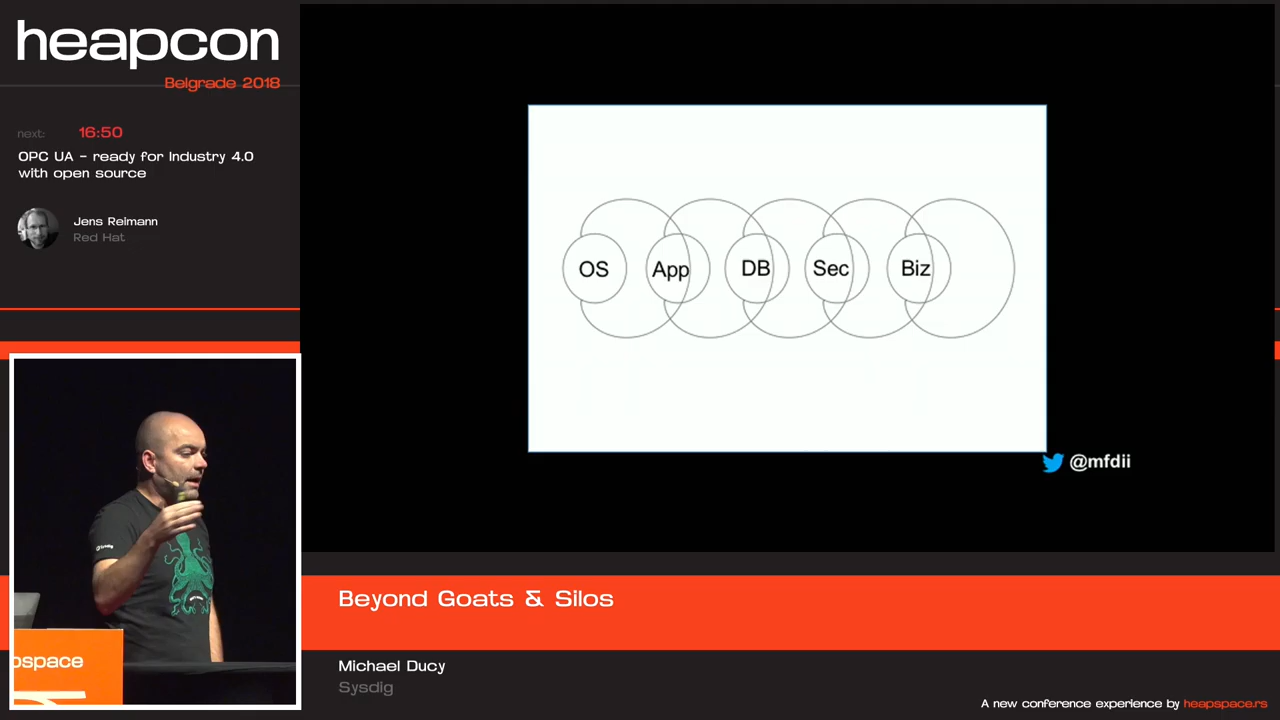 heapcon
Belgrade 2018
next: 16:50
OPC UA - ready for Industry 4.0
with open source
Jens Reimann
Red Hat
OS App DB Sec Biz
@mfdii
pspace
Beyond Goats & Silos
Michael Ducy
Sysdig
A new conference experience by heapspace.rs